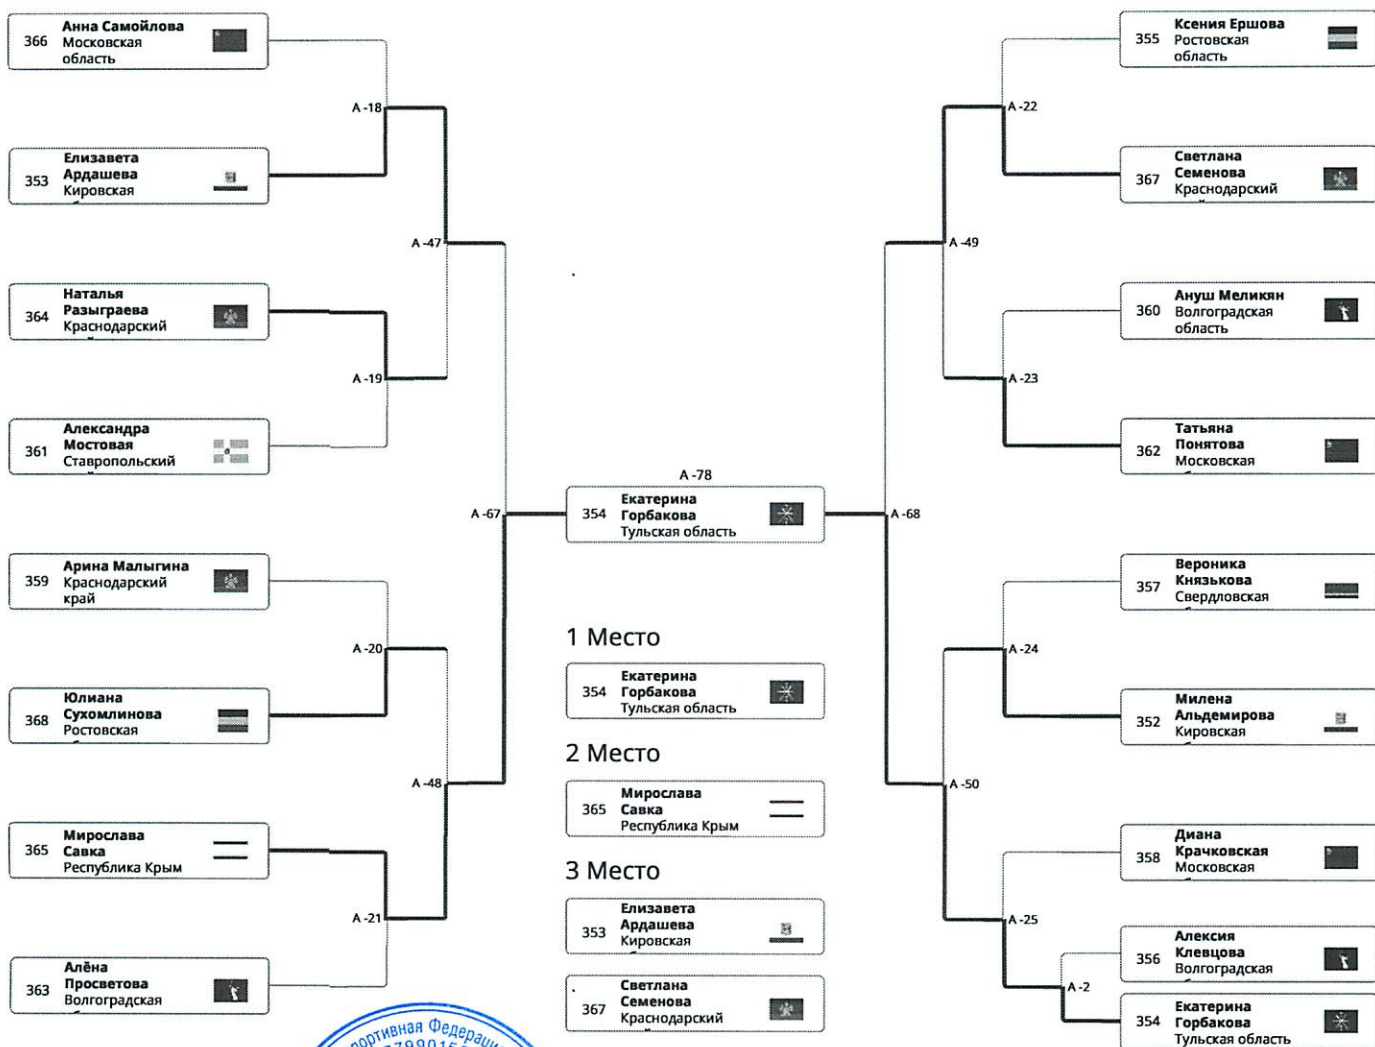 366
Анна Самойлова
Московская
область
A -18
353
Елизавета
Ардашева
Кировская
A -47
364
Наталья
Разыграева
Краснодарский
A -19
361
Александра
Мостовая
Ставропольский
A -67
359
Арина Малыгина
Краснодарский
край
A -20
368
Юлиана
Сухомлинова
Ростовская
A -48
365
Мирослава
Савка
Республика Крым
A -21
363
Алёна
Просветова
Волгоградская
A -78
354
Екатерина
Горбакова
Тульская область
1 Место
354
Екатерина
Горбакова
Тульская область
2 Место
365
Мирослава
Савка
Республика Крым
3 Место
353
Елизавета
Ардашева
Кировская
367
Светлана
Семенова
Краснодарский
355
Ксения Ершова
Ростовская
область
A -22
367
Светлана
Семенова
Краснодарский
A -49
360
Ануш Меликян
Волгоградская
область
A -23
362
Татьяна
Понятова
Московская
A -68
357
Вероника
Князькова
Свердловская
A -24
352
Милена
Альдемирова
Кировская
A -50
358
Диана
Крачковская
Московская
A -25
356
Алексия
Клевцова
Волгоградская
A -2
354
Екатерина
Горбакова
Тульская область